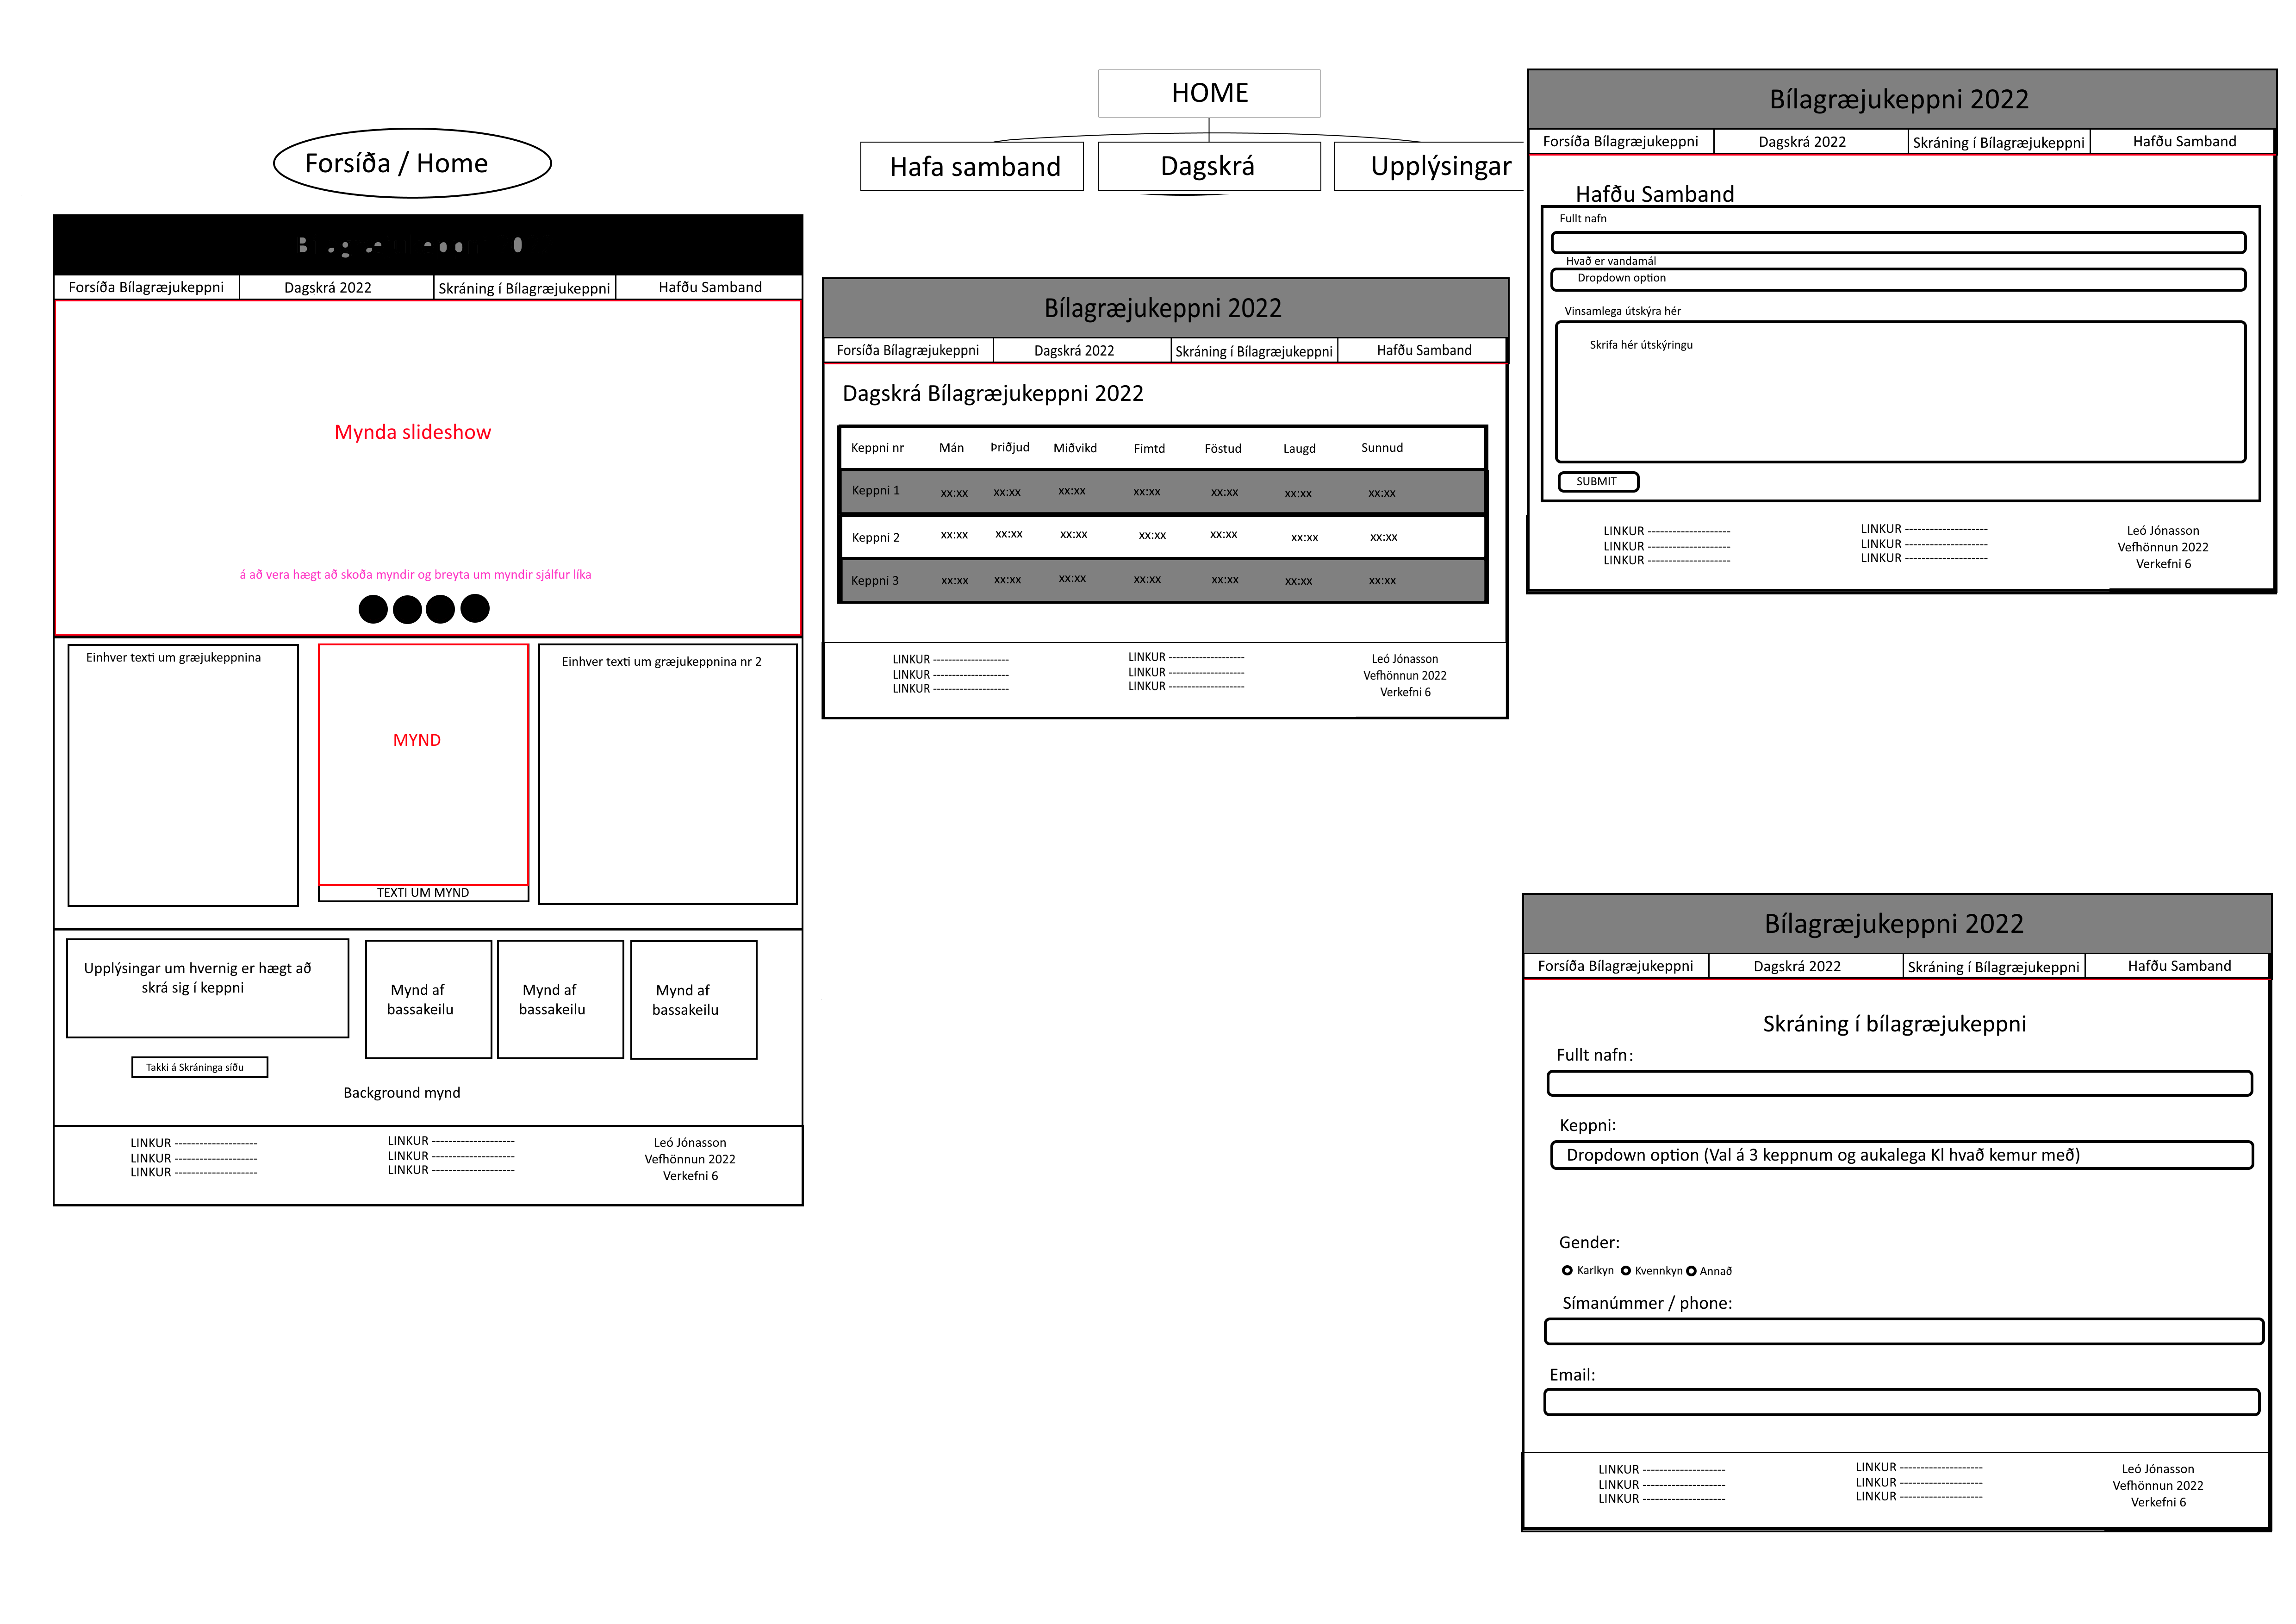 HOME
Hafa samband
Dagskrá
Upplýsingar
Forsíða / Home
Forsíða Bílagræjukeppni
Dagskrá 2022
Skráning í Bílagræjukeppni
Hafðu Samband
Mynda slideshow
á að vera hægt að skoða myndir og breyta um myndir sjálfur líka
Einhver texti um græjukeppnina
MYND
TEXTI UM MYND
Einhver texti um græjukeppnina nr 2
Upplýsingar um hvernig er hægt að
skrá sig í keppni
Takki á Skráninga síðu
Mynd af
bassakeilu
Mynd af
bassakeilu
Mynd af
bassakeilu
Background mynd
LINKUR --------------------
LINKUR --------------------
LINKUR --------------------
LINKUR --------------------
LINKUR --------------------
LINKUR --------------------
Leó Jónasson
Vefhönnun 2022
Verkefni 6
Bílagræjukeppni 2022
Forsíða Bílagræjukeppni
Dagskrá 2022
Skráning í Bílagræjukeppni
Hafðu Samband
Dagskrá Bílagræjukeppni 2022
Keppni nr Mán Þriðjud Miðvikd Fimtd Föstud Laugd Sunnud
Keppni 1 xx:xx xx:xx xx:xx xx:xx xx:xx xx:xx xx:xx
Keppni 2 xx:xx xx:xx xx:xx xx:xx xx:xx xx:xx xx:xx
Keppni 3 xx:xx xx:xx xx:xx xx:xx xx:xx xx:xx xx:xx
LINKUR --------------------
LINKUR --------------------
LINKUR --------------------
LINKUR --------------------
LINKUR --------------------
LINKUR --------------------
Leó Jónasson
Vefhönnun 2022
Verkefni 6
Bílagræjukeppni 2022
Forsíða Bílagræjukeppni
Dagskrá 2022
Skráning í Bílagræjukeppni
Hafðu Samband
Hafðu Samband
Fullt nafn
Hvað er vandamál
Dropdown option
Vinsamlega útskýra hér
Skrifa hér útskýringu
SUBMIT
LINKUR --------------------
LINKUR --------------------
LINKUR --------------------
LINKUR --------------------
LINKUR --------------------
LINKUR --------------------
Leó Jónasson
Vefhönnun 2022
Verkefni 6
Bílagræjukeppni 2022
Forsíða Bílagræjukeppni
Dagskrá 2022
Skráning í Bílagræjukeppni
Hafðu Samband
Skráning í bílagræjukeppni
Fullt nafn:
Keppni:
Dropdown option (Val á 3 keppnum og aukalega Kl hvað kemur með)
Gender:
Karlkyn Kvennkyn Annað
Símanúmmer / phone:
Email:
LINKUR --------------------
LINKUR --------------------
LINKUR --------------------
LINKUR --------------------
LINKUR --------------------
LINKUR --------------------
Leó Jónasson
Vefhönnun 2022
Verkefni 6